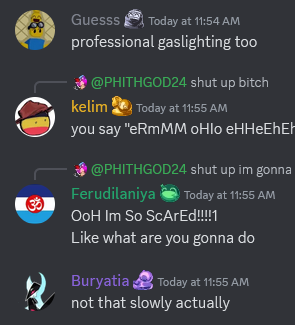 Guesss Today at 11:54 AM
professional gaslighting too
@PHITHGOD24 shut up bitch
kelim Today at 11:55 AM
you say "eRmMM oHIo eHHeEhEh
@PHITHGOD24 shut up im gonna
Ferudilaniya Today at 11:55 AM
OoH Im So ScArEd!!!!1
Like what are you gonna do
Buryatia Today at 11:55 AM
not that slowly actually